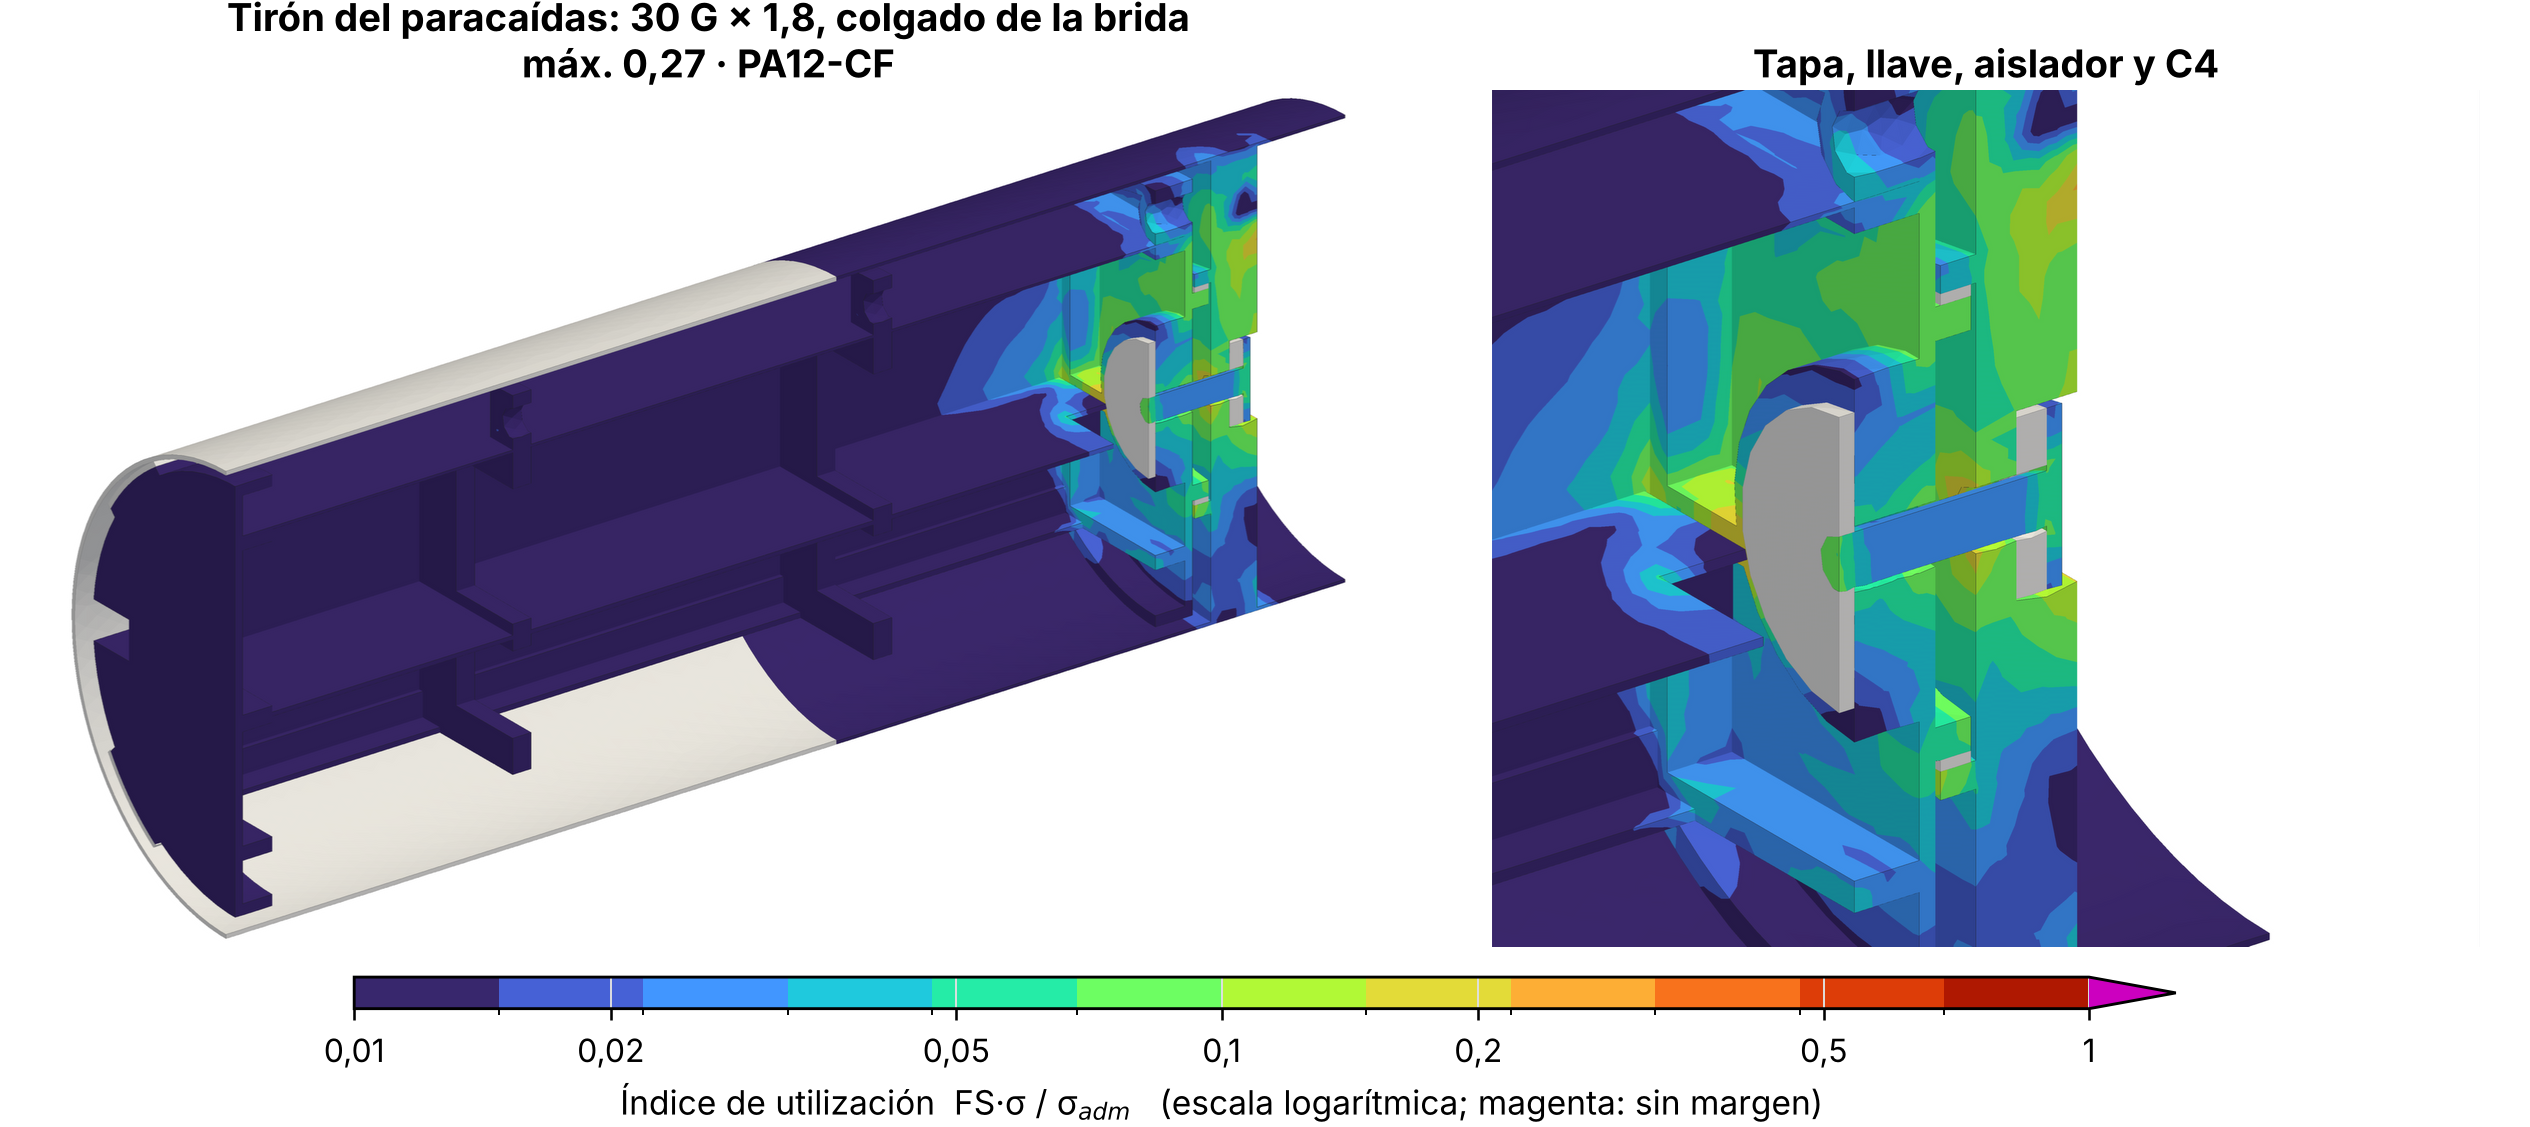 Tirón del paracaídas: 30 G × 1,8, colgado de la brida
máx. 0,27 · PA12-CF
Tapa, llave, aislador y C4
0,01 0,02 0,05 0,1 0,2 0,5 1
Índice de utilización FS·σ / σadm (escala logarítmica; magenta: sin margen)